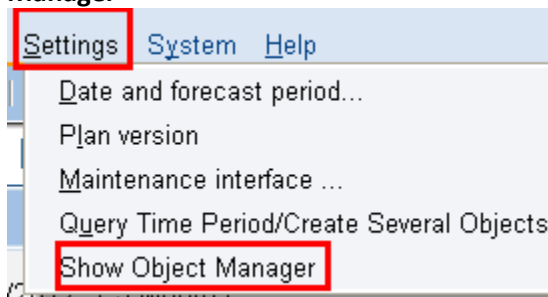 Manager
Settings System Help
Date and forecast period...
Plan version
Maintenance interface ...
Query Time Period/Create Several Objects
Show Object Manager